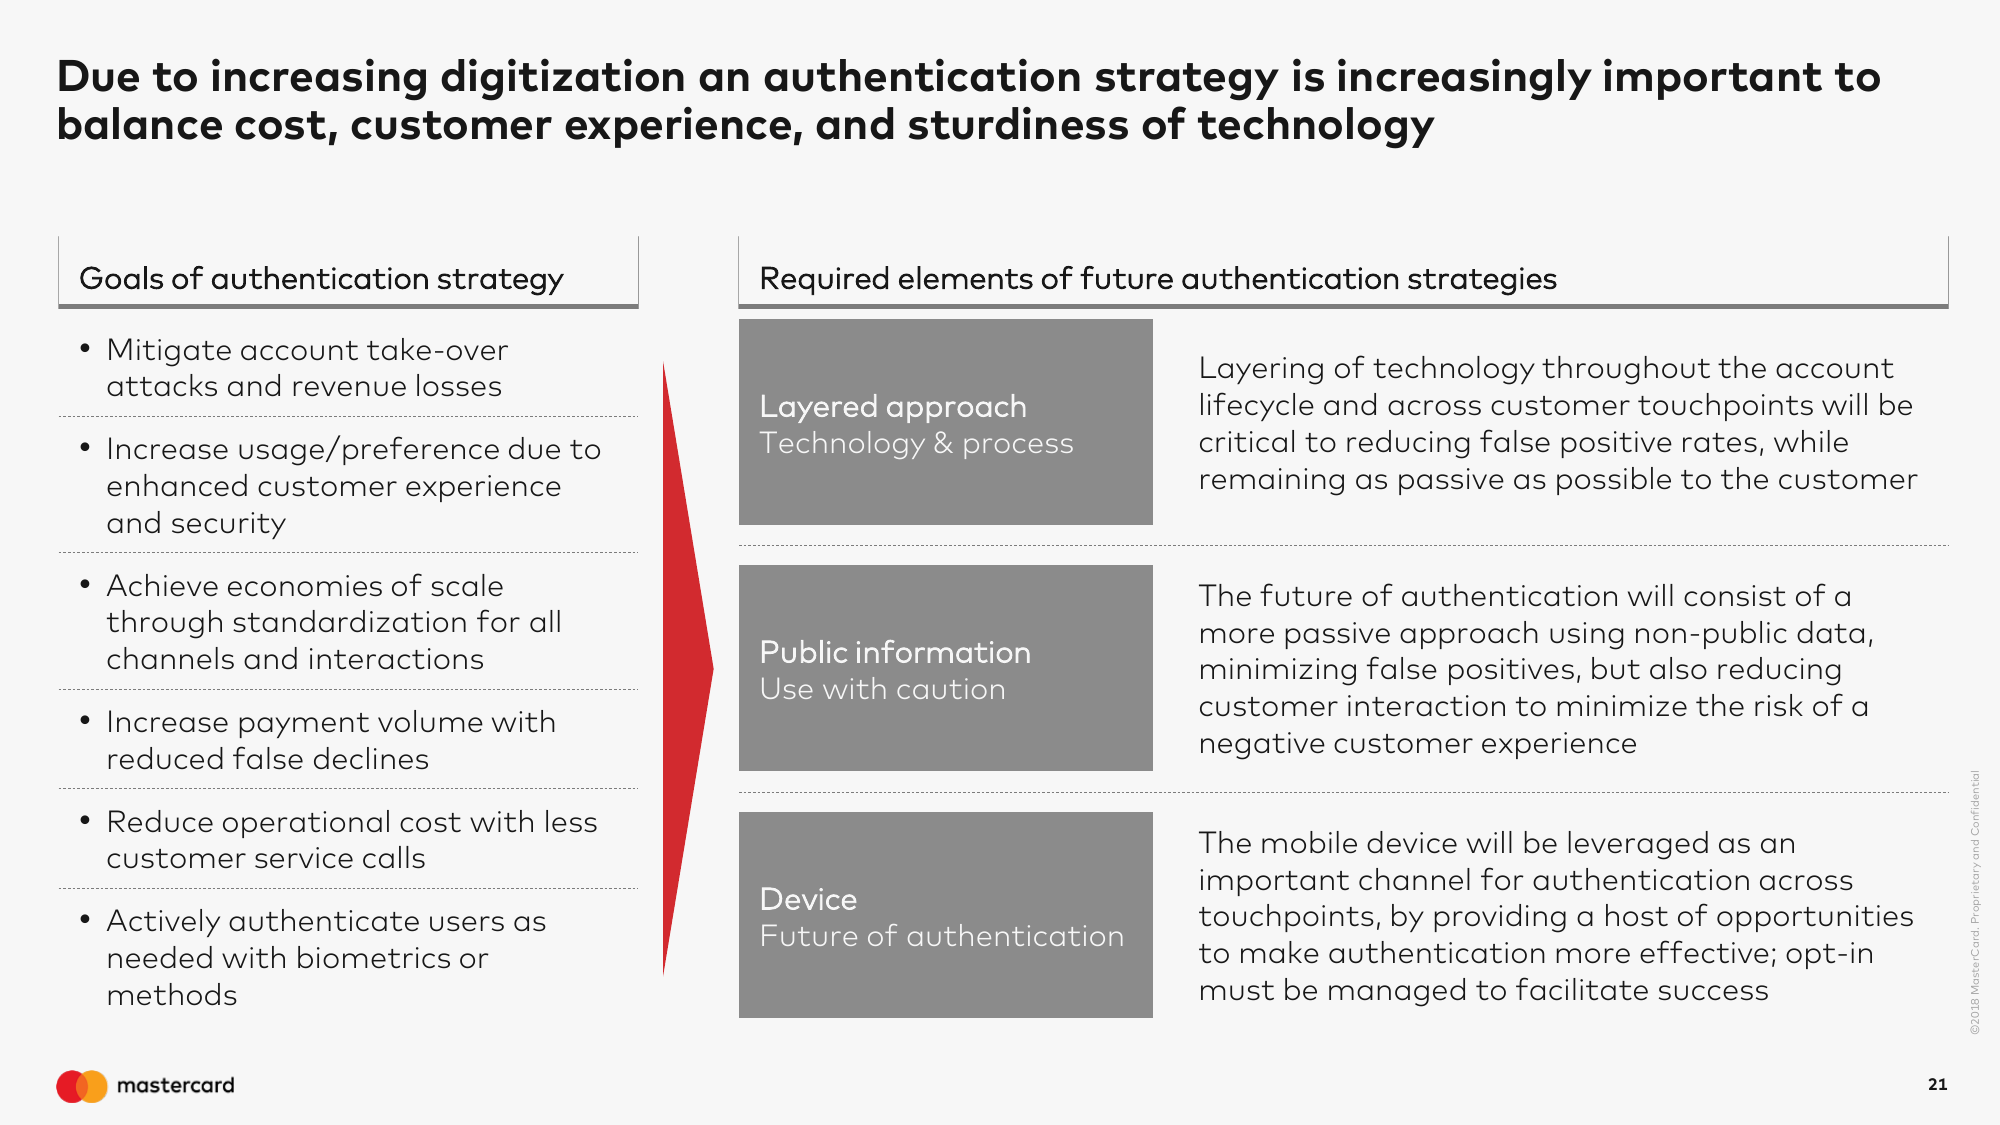 Due to increasing digitization an authentication strategy is increasingly important to
balance cost, customer experience, and sturdiness of technology
Goals of authentication strategy
• Mitigate account take-over
attacks and revenue losses
• Increase usage/preference due to
enhanced customer experience
and security
• Achieve economies of scale
through standardization for all
channels and interactions
• Increase payment volume with
reduced false declines
• Reduce operational cost with less
customer service calls
• Actively authenticate users as
needed with biometrics or
methods
Required elements of future authentication strategies
Layered approach
Technology & process
Layering of technology throughout the account
lifecycle and across customer touchpoints will be
critical to reducing false positive rates, while
remaining as passive as possible to the customer
Public information
Use with caution
The future of authentication will consist of a
more passive approach using non-public data,
minimizing false positives, but also reducing
customer interaction to minimize the risk of a
negative customer experience
Device
Future of authentication
The mobile device will be leveraged as an
important channel for authentication across
touchpoints, by providing a host of opportunities
to make authentication more effective; opt-in
must be managed to facilitate success
©2018 MasterCard. Proprietary and Confidential
mastercard
21